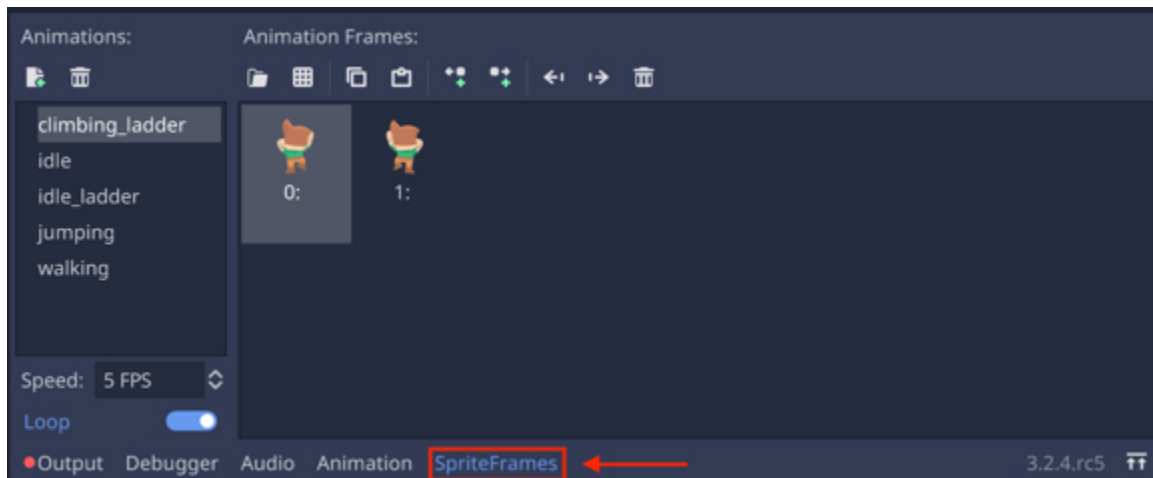 Animations:
Animation Frames:
climbing_ladder
idle
idle_ladder
jumping
walking
0:
1:
Speed: 5 FPS
Loop
Output Debugger Audio Animation SpriteFrames 3.2.4.rc5